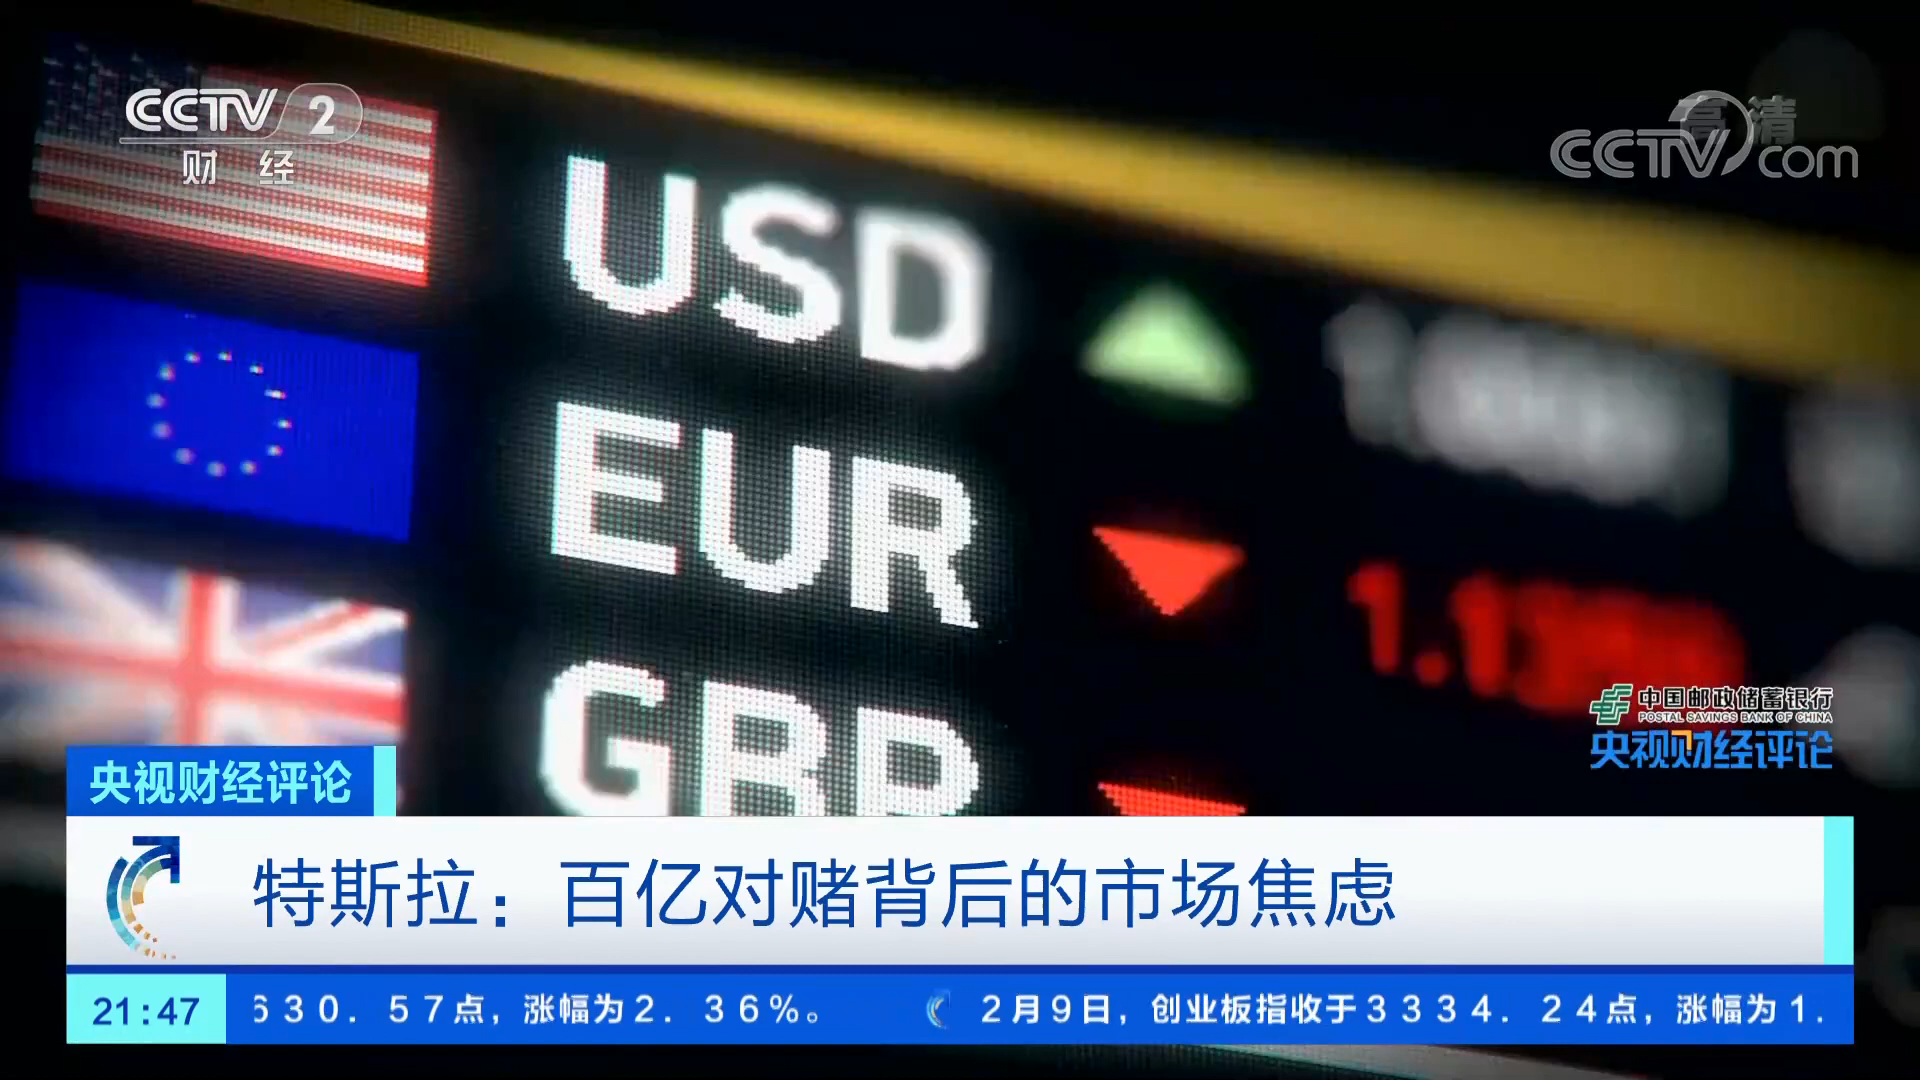 CCTV 2
财 经
高清
CCTV.com
USD
EUR
GBP
中国邮政储蓄银行
POSTAL SAVINGS BANK OF CHINA
央视财经评论
央视财经评论
特斯拉：百亿对赌背后的市场焦虑
21:47
630．57点，涨幅为2．36%。
2月9日，创业板指收于3334．24点，涨幅为1．